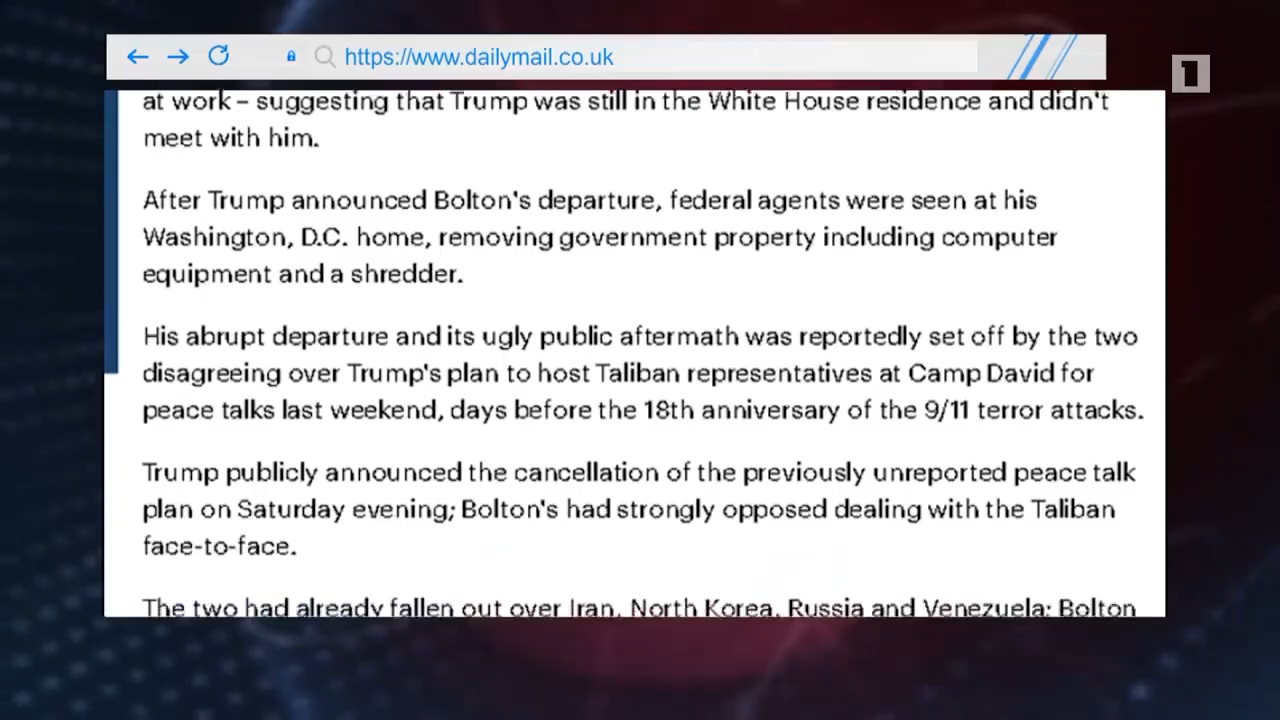 https://www.dailymail.co.uk
1
at work – suggesting that Trump was still in the White House residence and didn't
meet with him.
After Trump announced Bolton's departure, federal agents were seen at his
Washington, D.C. home, removing government property including computer
equipment and a shredder.
His abrupt departure and its ugly public aftermath was reportedly set off by the two
disagreeing over Trump's plan to host Taliban representatives at Camp David for
peace talks last weekend, days before the 18th anniversary of the 9/11 terror attacks.
Trump publicly announced the cancellation of the previously unreported peace talk
plan on Saturday evening; Bolton's had strongly opposed dealing with the Taliban
face-to-face.
The two had already fallen out over Iran, North Korea, Russia and Venezuela; Bolton